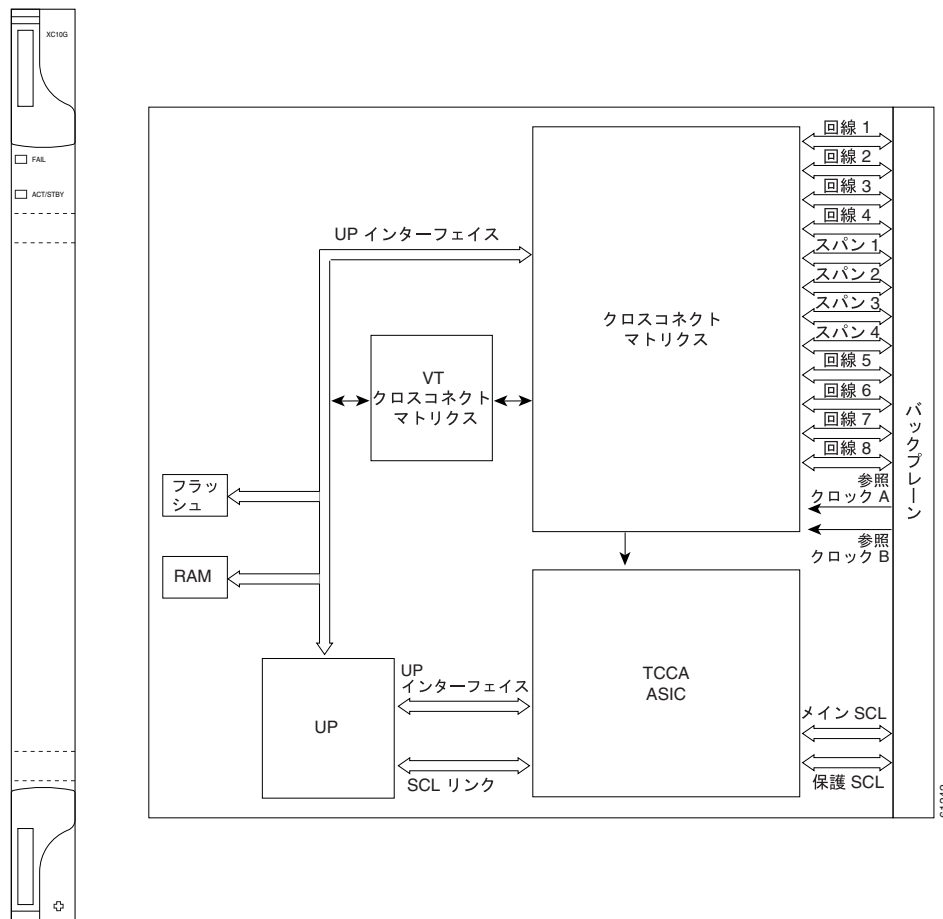 XC10G
FAIL
ACT/STBY
UP インターフェイス
クロスコネクト
マトリクス
VT
クロスコネクト
マトリクス
フラッ
シュ
RAM
UP
UP
インターフェイス
SCL リンク
TCCA
ASIC
回線 1
回線 2
回線 3
回線 4
スパン 1
スパン 2
スパン 3
スパン 4
回線 5
回線 6
回線 7
回線 8
参照
クロック A
参照
クロック B
メイン SCL
保護 SCL
バックプレーン